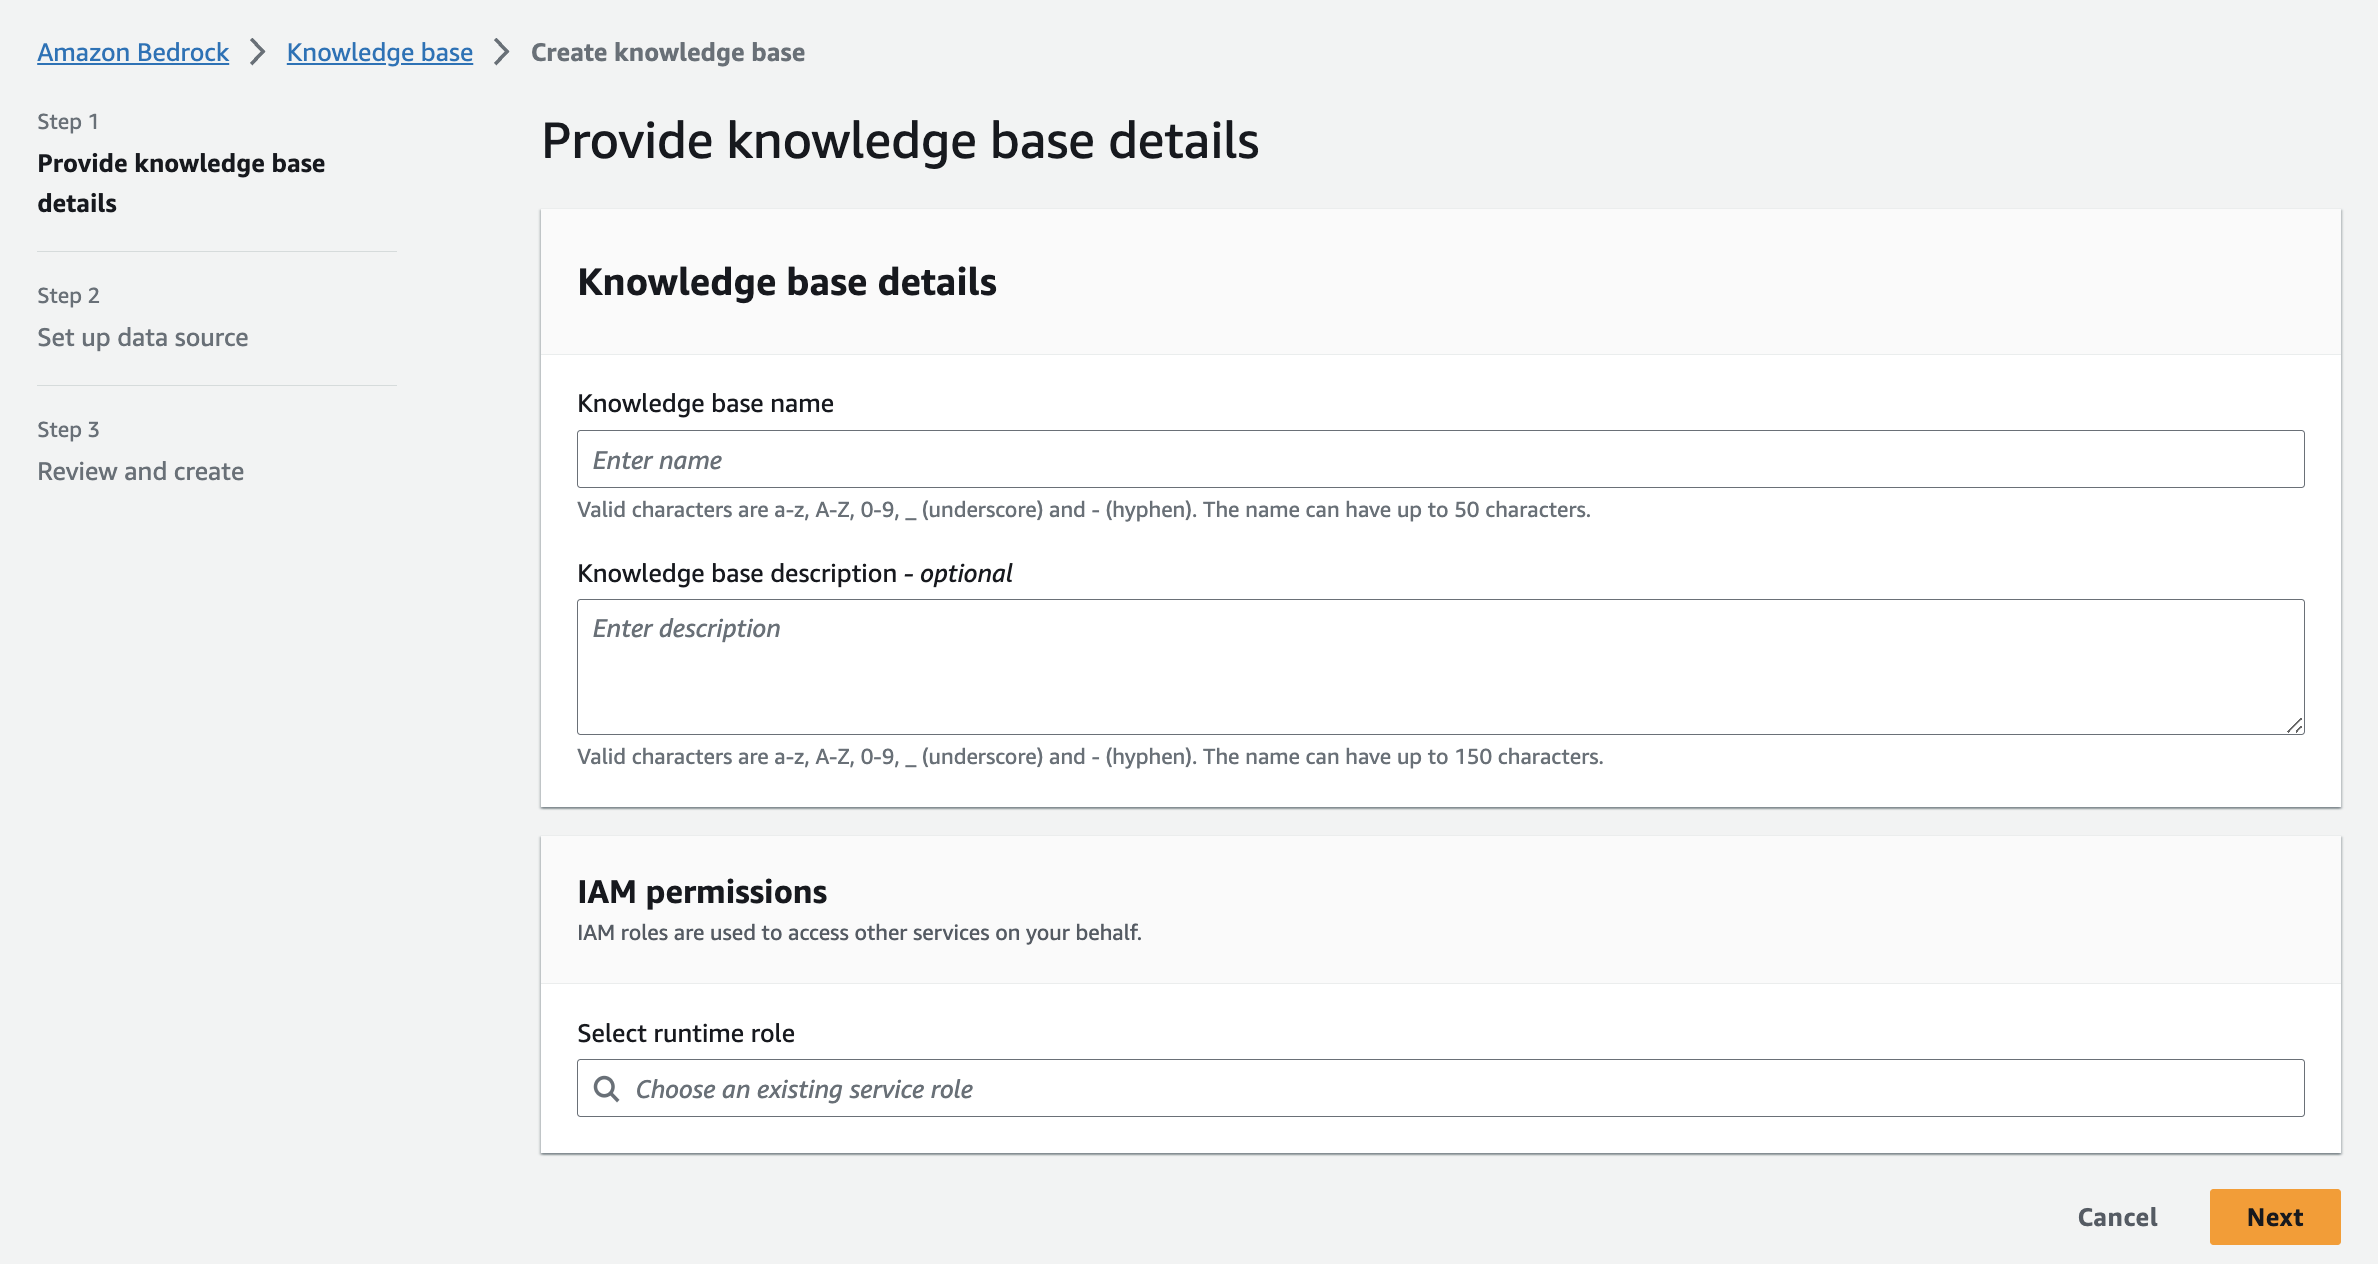 Amazon Bedrock > Knowledge base > Create knowledge base
Step 1
Provide knowledge base
details
Step 2
Set up data source
Step 3
Review and create
Provide knowledge base details
Knowledge base details
Knowledge base name
Enter name
Valid characters are a-z, A-Z, 0-9, _ (underscore) and - (hyphen). The name can have up to 50 characters.
Knowledge base description - optional
Enter description
Valid characters are a-z, A-Z, 0-9, _ (underscore) and - (hyphen). The name can have up to 150 characters.
IAM permissions
IAM roles are used to access other services on your behalf.
Select runtime role
Choose an existing service role
Cancel
Next